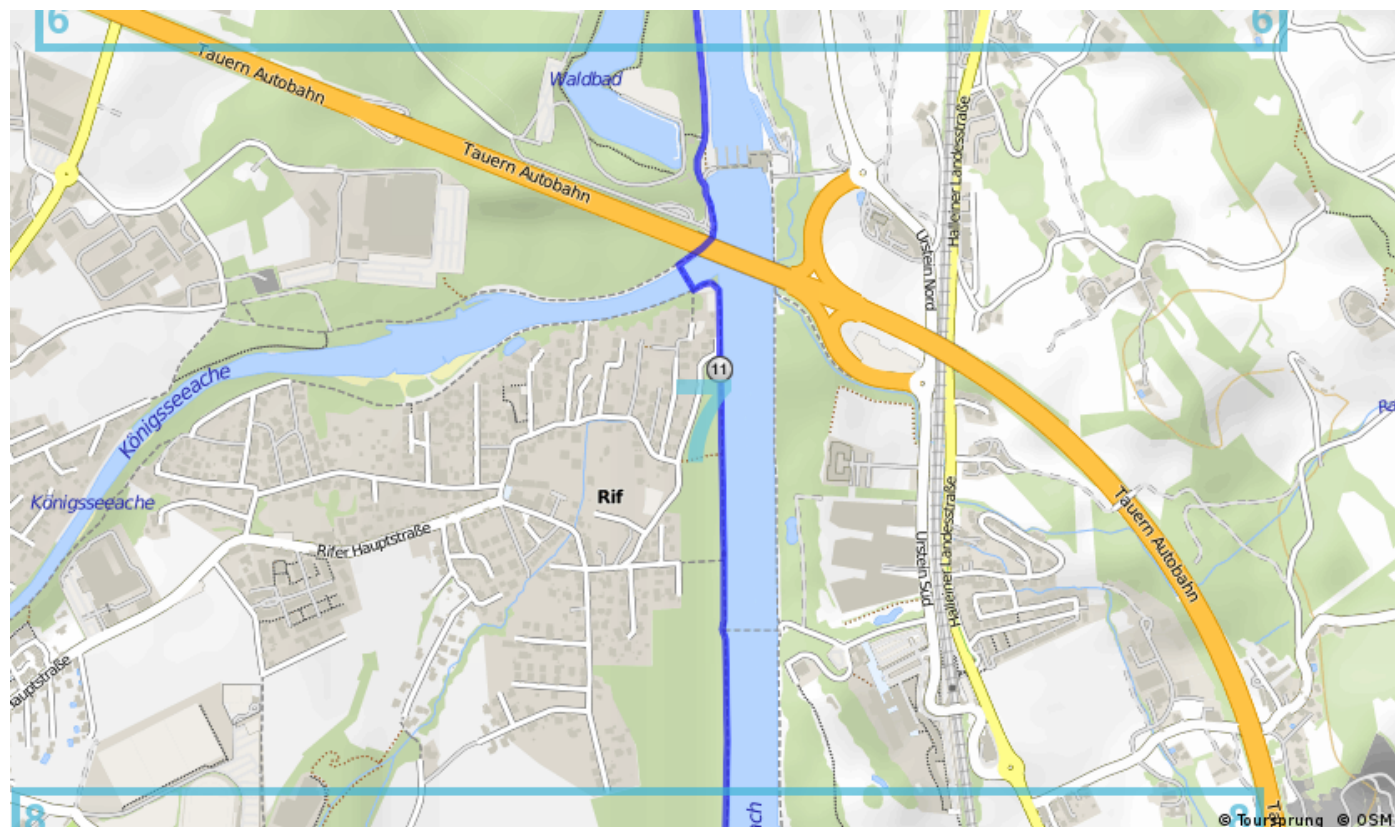 6
6
Tauern Autobahn
Waldbad
Tauern Autobahn
Halleiner Landesstraße
Urstein Nord
11
7
Königsseeache
Königsseeache
Rif
Rifer Hauptstraße
Tauern Autobahn
Urstein Süd
Halleiner Landesstraße
8
8
© Toursprung © OSM